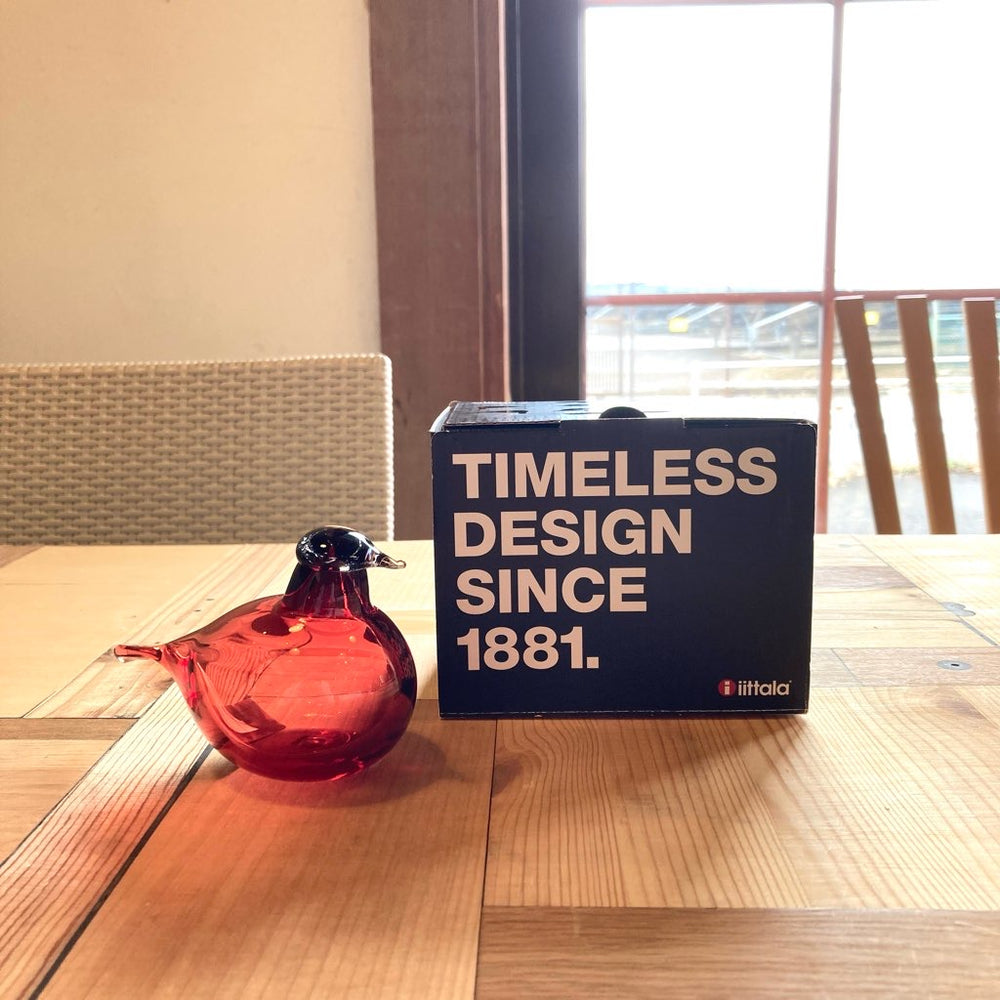 TIMELESS
DESIGN
SINCE
1881.
i iittala